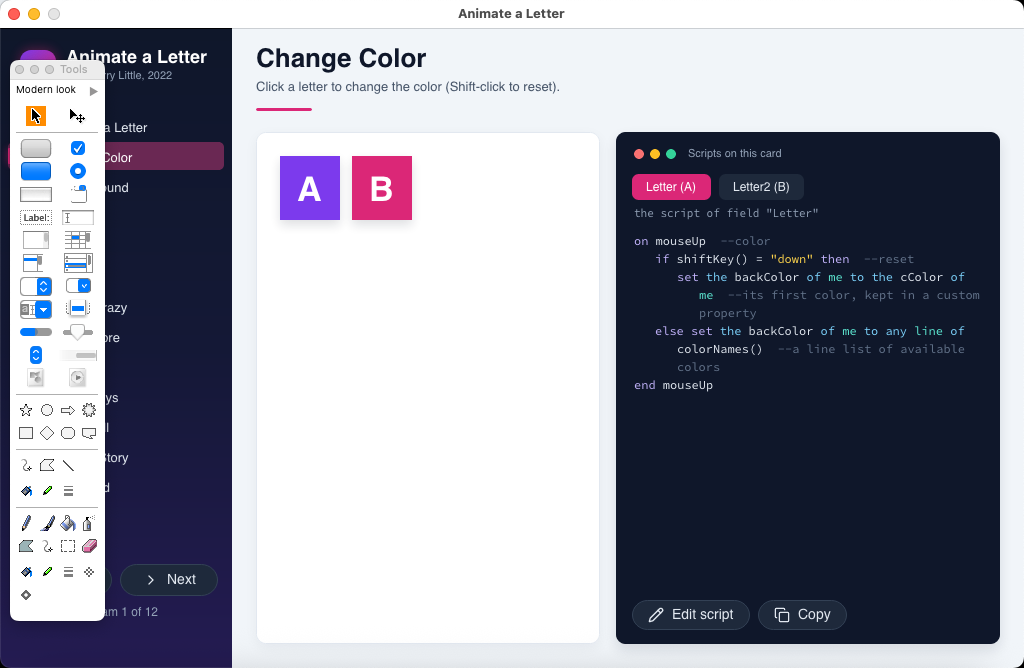 Animate a Letter
Animate a Letter
rry Little, 2022
Tools
Modern look
Label:
a Letter
Color
und
razy
ore
ys
ll
Story
d
Next
am 1 of 12
Change Color
Click a letter to change the color (Shift-click to reset).
A
B
Scripts on this card
Letter (A)
Letter2 (B)
the script of field "Letter"
on mouseUp  --color
if shiftKey() = "down" then  --reset
set the backColor of me to the cColor of
me  --its first color, kept in a custom
property
else set the backColor of me to any line of
colorNames()  --a line list of available
colors
end mouseUp
Edit script
Copy